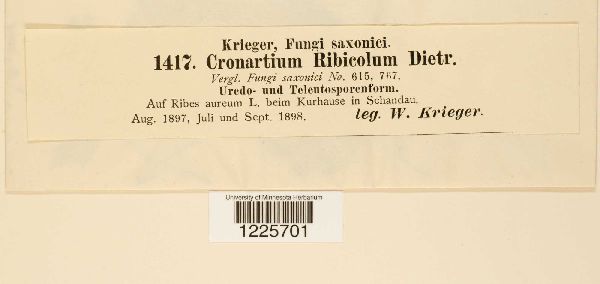 Krieger, Fungi saxonici.
1417. Cronartium Ribicolum Dietr.
Vergl. Fungi saxonici No. 615, 767.
Uredo- und Teleutosporenform.
Auf Ribes aureum L. beim Kurhause in Schandau.
Aug. 1897, Juli und Sept. 1898. leg. W. Krieger.
University of Minnesota Herbarium
1225701